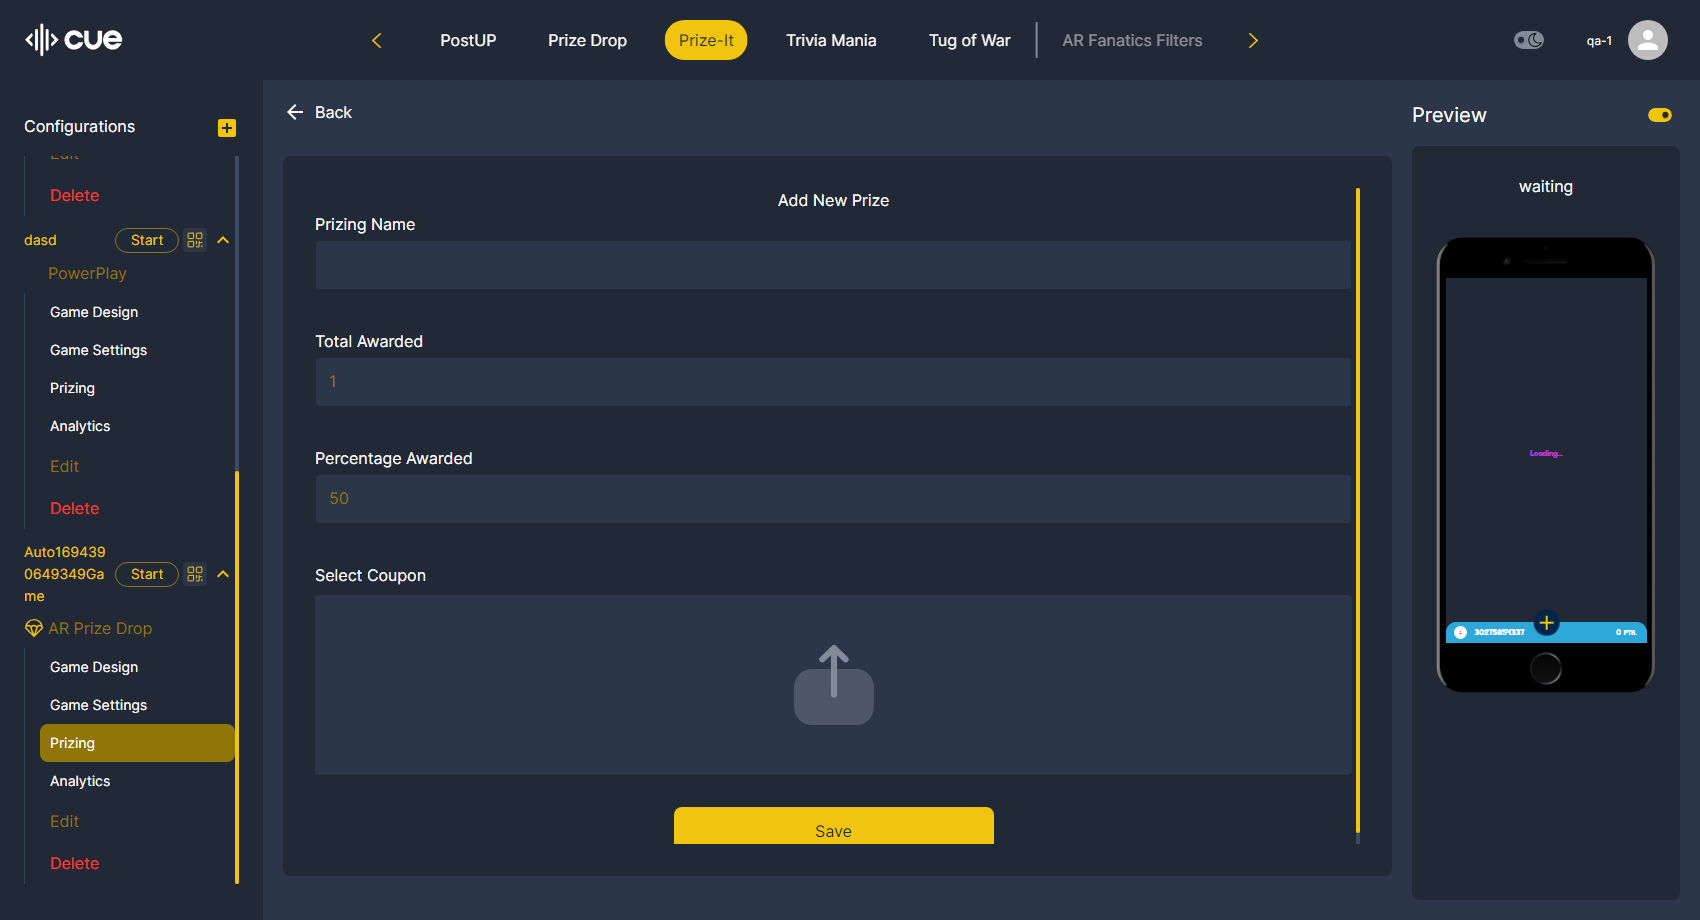 cue
PostUP
Prize Drop
Prize-It
Trivia Mania
Tug of War
AR Fanatics Filters
qa-1
Configurations
Edit
Delete
dasd
Start
PowerPlay
Game Design
Game Settings
Prizing
Analytics
Edit
Delete
Auto169439
0649349Ga
me
Start
AR Prize Drop
Game Design
Game Settings
Prizing
Analytics
Edit
Delete
Back
Add New Prize
Prizing Name
Total Awarded
1
Percentage Awarded
50
Select Coupon
Save
Preview
waiting
Loading...
30275654337
0 PTS.